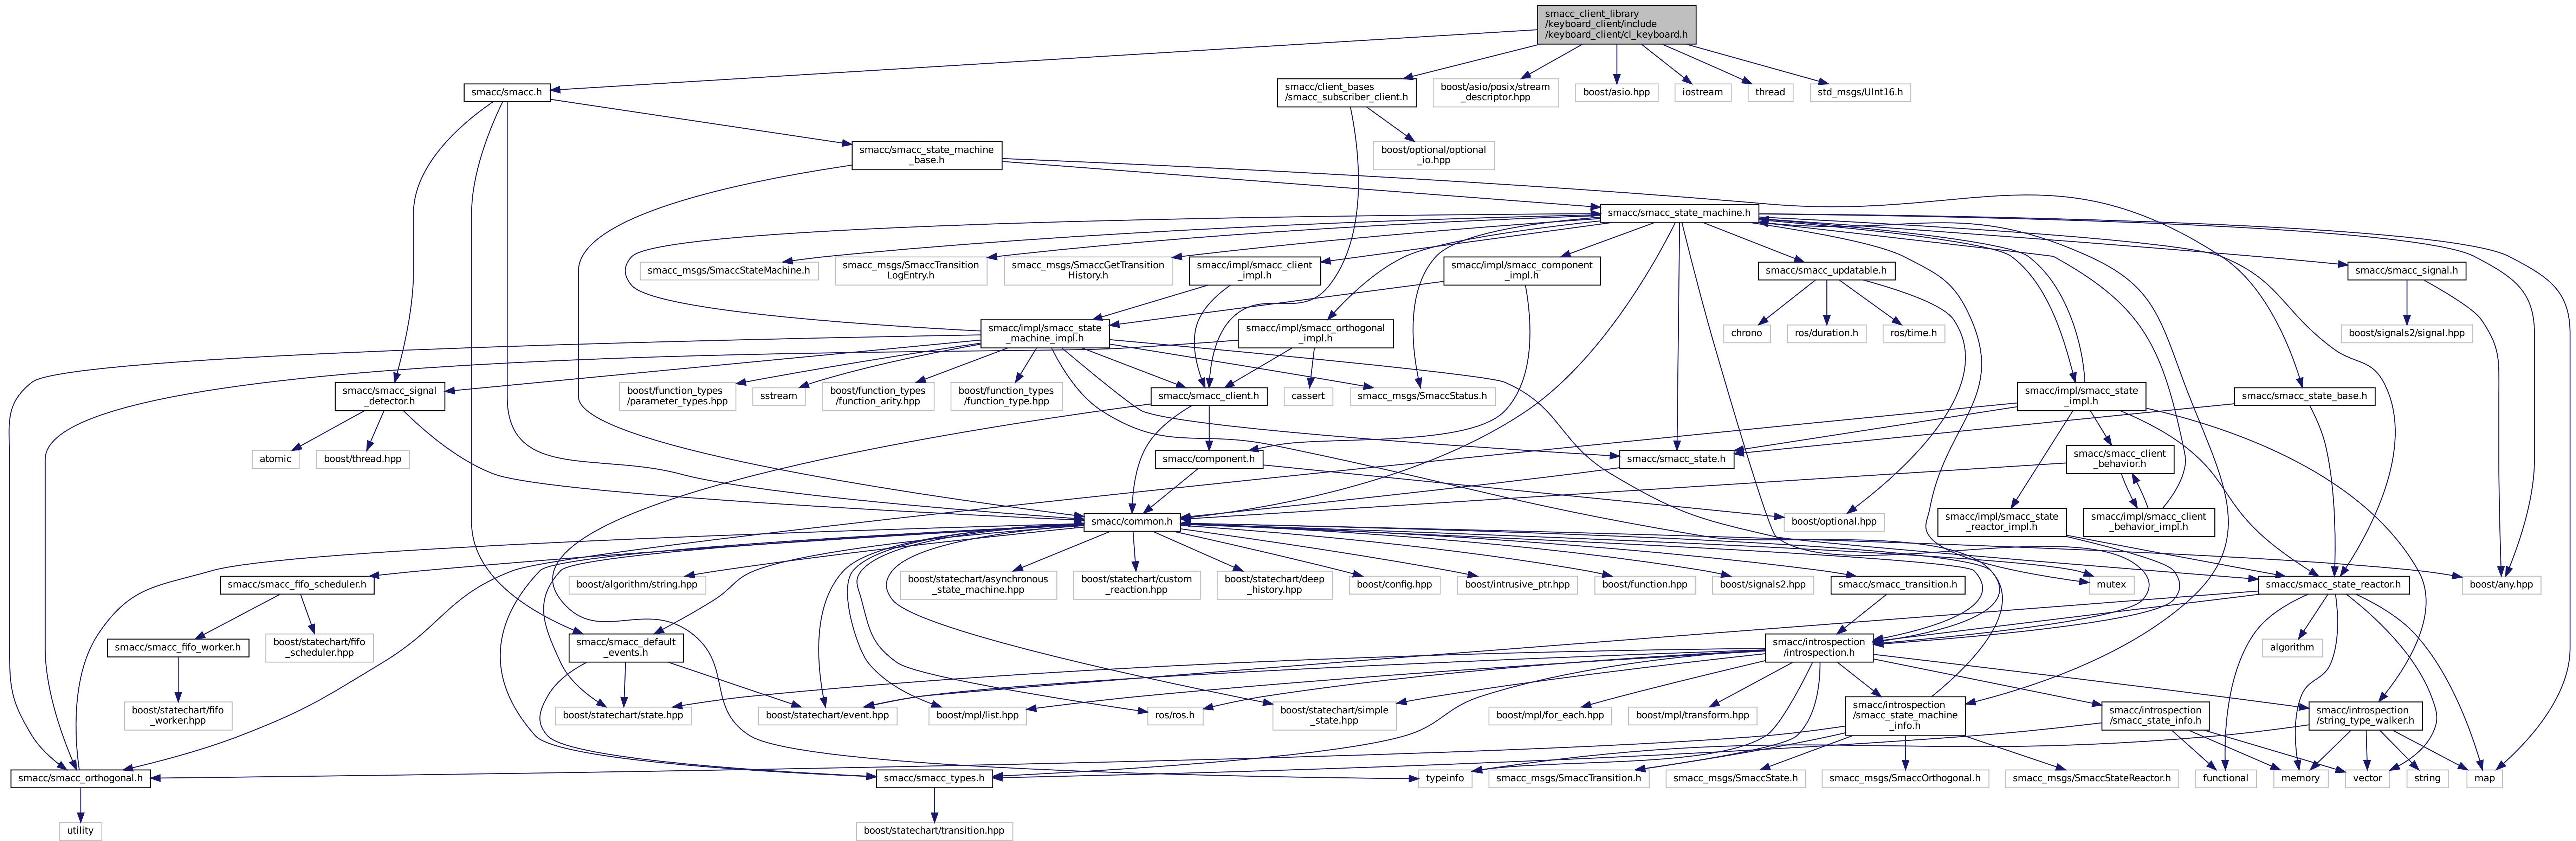 smacc_client_library
/keyboard_client/include
/keyboard_client/cl_keyboard.h
smacc/smacc.h
smacc/client_bases
/smacc_subscriber_client.h
boost/asio/posix/stream
_descriptor.hpp
boost/asio.hpp
iostream
thread
std_msgs/UInt16.h
smacc/smacc_state_machine
_base.h
boost/optional/optional
_io.hpp
smacc/smacc_state_machine.h
smacc_msgs/SmaccStateMachine.h
smacc_msgs/SmaccTransition
LogEntry.h
smacc_msgs/SmaccGetTransition
History.h
smacc/impl/smacc_client
_impl.h
smacc/impl/smacc_component
_impl.h
smacc/smacc_updatable.h
smacc/smacc_signal.h
smacc/impl/smacc_state
_machine_impl.h
smacc/impl/smacc_orthogonal
_impl.h
chrono
ros/duration.h
ros/time.h
boost/signals2/signal.hpp
smacc/smacc_signal
_detector.h
boost/function_types
/parameter_types.hpp
sstream
boost/function_types
/function_arity.hpp
boost/function_types
/function_type.hpp
smacc/smacc_client.h
cassert
smacc_msgs/SmaccStatus.h
smacc/impl/smacc_state
_impl.h
smacc/smacc_state_base.h
atomic
boost/thread.hpp
smacc/component.h
smacc/smacc_state.h
smacc/smacc_client
_behavior.h
smacc/common.h
boost/optional.hpp
smacc/impl/smacc_state
_reactor_impl.h
smacc/impl/smacc_client
_behavior_impl.h
smacc/smacc_fifo_scheduler.h
boost/algorithm/string.hpp
boost/statechart/asynchronous
_state_machine.hpp
boost/statechart/custom
_reaction.hpp
boost/statechart/deep
_history.hpp
boost/config.hpp
boost/intrusive_ptr.hpp
boost/function.hpp
boost/signals2.hpp
smacc/smacc_transition.h
mutex
smacc/smacc_state_reactor.h
boost/any.hpp
smacc/smacc_fifo_worker.h
boost/statechart/fifo
_scheduler.hpp
smacc/smacc_default
_events.h
smacc/introspection
/introspection.h
algorithm
boost/statechart/fifo
_worker.hpp
boost/statechart/state.hpp
boost/statechart/event.hpp
boost/mpl/list.hpp
ros/ros.h
boost/statechart/simple
_state.hpp
boost/mpl/for_each.hpp
boost/mpl/transform.hpp
smacc/introspection
/smacc_state_machine
_info.h
smacc/introspection
/smacc_state_info.h
smacc/introspection
/string_type_walker.h
smacc/smacc_orthogonal.h
smacc/smacc_types.h
typeinfo
smacc_msgs/SmaccTransition.h
smacc_msgs/SmaccState.h
smacc_msgs/SmaccOrthogonal.h
smacc_msgs/SmaccStateReactor.h
functional
memory
vector
string
map
utility
boost/statechart/transition.hpp